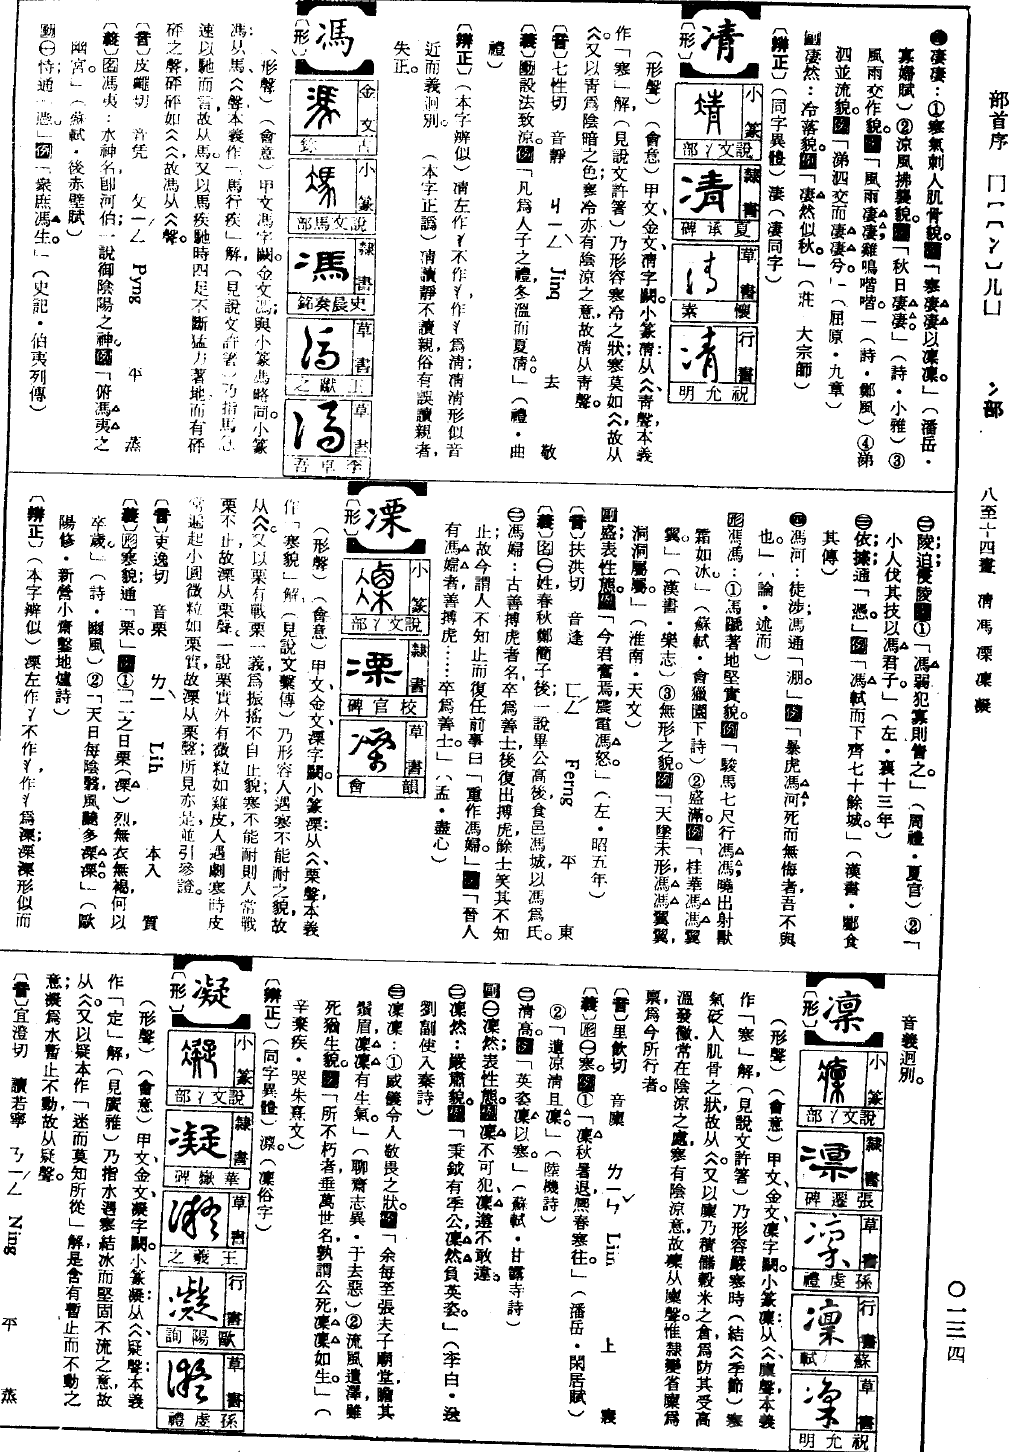 部首序　冂冖冫几凵　冫部　八至十四畫　凊馮凓凜凝　〇一三四
㊃凄凄：①寒氣刺人肌骨貌。例「寒凄凄以凜凜。」（潘岳・
寡婦賦）②涼風拂襲貌。例「秋日凄凄。」（詩・小雅）③
風雨交作貌。例「風雨凄凄，雞鳴喈喈。」（詩・鄭風）④涕
泗並流貌。例「涕泗交而凄凄兮。」（屈原・九章）
副凄然：冷落貌。例「凄然似秋。」（莊・大宗師）
〔辨正〕（同字異體）淒（凄同字）
凊
〔形〕
小篆　說文冫部
隸書　夏承碑
草書　懷素
行書　祝允明
（形聲）（會意）甲文、金文凊字闕。小篆凊：从仌、青聲，本義
作「寒」解（見說文許箸）乃形容寒冷之狀，寒莫如仌，故从
仌。又以青爲陰暗之色，寒冷亦有陰涼之意，故凊从青聲。
〔音〕七性切　音靜　ㄐㄧㄥˋ　Jinq　去　敬
〔義〕動設法致涼。例「凡爲人子之禮，冬溫而夏凊。」（禮・曲
禮）
〔辨正〕（本字辨似）凊左作冫不作氵，作氵爲清；凊清形似音
近而義迥別。（本字正譌）凊讀靜不讀親，俗有誤讀親者，
失正。
馮
〔形〕
金文　古鉨
小篆　說文馬部
隸書　史晨奏銘
草書　王獻之
草書　李卓吾
（形聲）（會意）甲文馮字闕。金文馮與小篆馮略同。小篆
馮：从馬、仌聲，本義作「馬行疾」解（見說文許箸）乃指馬迅
速以馳而言，故从馬。又以馬疾馳時四足不斷猛力著地而有砰
砰之聲，砰砰如仌仌，故馮从仌聲。
〔音〕皮繩切　音凭　ㄆㄧㄥˊ　Pyng　平　蒸
〔義〕名馮夷：水神名，卽河伯；一說御陰陽之神。例「俯馮夷之
幽宮。」（蘇軾・後赤壁賦）
動㊀恃，通「憑」。例「衆庶馮生。」（史記・伯夷列傳）
㊁陵迫；侵陵。例①「馮弱犯寡則眚之。」（周禮・夏官）②「
小人伐其技以馮君子。」（左・襄十三年）
㊂依據，通「憑」。例「馮軾而下齊七十餘城。」（漢書・酈食
其傳）
㊃馮河：徒涉，馮通「淜」。例「暴虎馮河，死而無悔者，吾不與
也。」（論・述而）
形馮馮：①馬蹏著地堅實貌。例「駿馬七尺行馮馮，曉出射獸
霜如冰。」（蘇軾・會獵園下詩）②盛滿。例「桂華馮馮翼
翼。」（漢書・樂志）③無形之貌。例「天墬未形，馮馮翼翼，
洞洞灟灟。」（淮南・天文）
副盛，表性態。例「今君奮焉震電馮怒。」（左・昭五年）
〔音〕扶洪切　音逢　ㄈㄥˊ　Ferng　平　東
〔義〕名㊀姓，春秋鄭簡子後；一說畢公高後食邑馮城，以馮爲氏。
㊁馮婦：古善搏虎者名，卒爲善士，後復出搏虎，餘士笑其不知
止，故今謂人不知止而復任前事曰「重作馮婦。」例「晉人
有馮婦者善搏虎……卒爲善士。」（孟・盡心）
凓
〔形〕
小篆　說文冫部
隸書　校官碑
草書　韻會
（形聲）（會意）甲文、金文凓字闕。小篆凓：从仌、栗聲，本義
作「寒貌」解（見說文繫傳）乃形容人遇寒不能耐之貌，故
从仌。又以栗有戰栗一義，爲振搖不自止貌，寒不能耐則人常戰
栗不止，故凓从栗聲。一說栗實外有微粒如雞皮，人遇劇寒時皮
常遍起小圓微粒如栗實，故凓从栗聲；所見亦是，並引參證。
〔音〕吏逸切　音栗　ㄌㄧˋ　Lih　本入　質
〔義〕形寒貌，通「栗」。例①「二之日栗（凓）烈，無衣無褐，何以
卒歲。」（詩・豳風）②「天日每陰翳，風飈多凓凓。」（歐
陽修・新營小齋鑿地爐詩）
〔辨正〕（本字辨似）凓左作冫不作氵，作氵爲溧；凓溧形似而
音義迥別。
凜
〔形〕
小篆　說文冫部
隸書　張遷碑
草書　孫虔禮
行書　蘇軾
草書　祝允明
（形聲）（會意）甲文、金文凜字闕。小篆凜：从仌、廩聲，本義
作「寒」解（見說文許箸）乃形容嚴寒時（結仌季節）寒
氣砭人肌骨之狀，故从仌。又以廩乃積儲穀米之倉，爲防其受高
溫發黴，常在陰涼之處，寒有陰涼意，故凜从廩聲。惟隸變省廩爲
稟，爲今所行者。
〔音〕里飲切　音廩　ㄌㄧㄣˇ　Liin　上　寑
〔義〕形㊀寒。例①「凜秋暑退，熙春寒往。」（潘岳・閑居賦）
②「遺涼清且凜。」（陸機詩）
㊁清高。例「英姿凜以寒。」（蘇軾・甘露寺詩）
副㊀凜然，表性態。例「凜不可犯，凜遵不敢違。
㊁凜然：嚴肅貌。例「秉鉞有季公，凜然負英姿。」（李白・送
劉副使入秦詩）
㊂凜凜：①威儀令人敬畏之狀。例「余每至張夫子廟堂，瞻其
鬚眉，凜凜有生氣。」（聊齋志異・于去惡）②流風遺澤雖
死猶生貌。例「所不朽者，垂萬世名，孰謂公死，凜凜如生。」（
辛棄疾・哭朱熹文）
〔辨正〕（同字異體）凛（凜俗字）
凝
〔形〕
小篆　說文冫部
隸書　華嶽碑
草書　王羲之
行書　歐陽詢
草書　孫虔禮
（形聲）（會意）甲文、金文凝字闕。小篆凝：从仌、疑聲，本義
作「定」解（見廣雅）乃指水遇寒結冰而堅固不流之意，故
从仌。又以疑本作「迷而莫知所從」解，是含有暫止而不動之
意，凝爲水暫止不動，故从疑聲。
〔音〕宜澄切　讀若寧　ㄋㄧㄥˊ　Ning　平　蒸